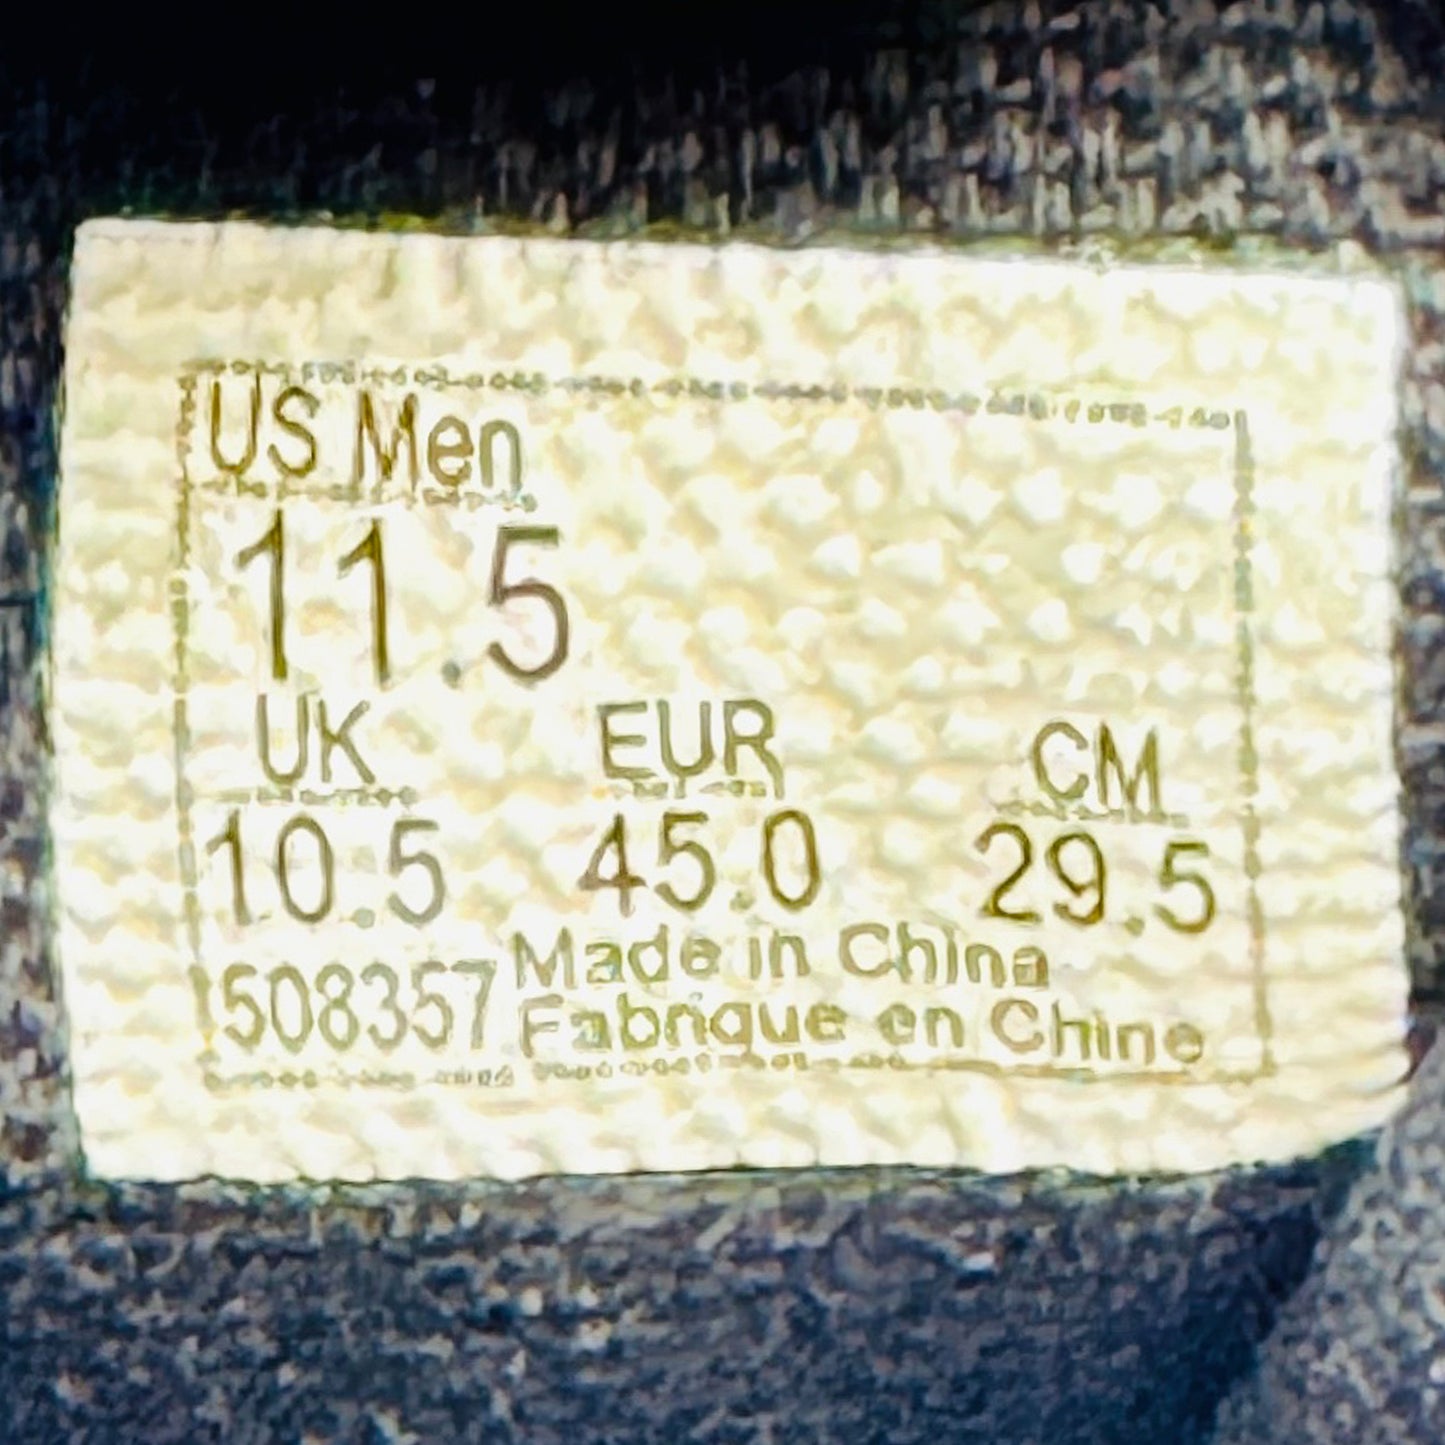 US Men
11.5
UK EUR CM
10.5 45.0 29.5
508357 Made in China
Fabrique en Chine